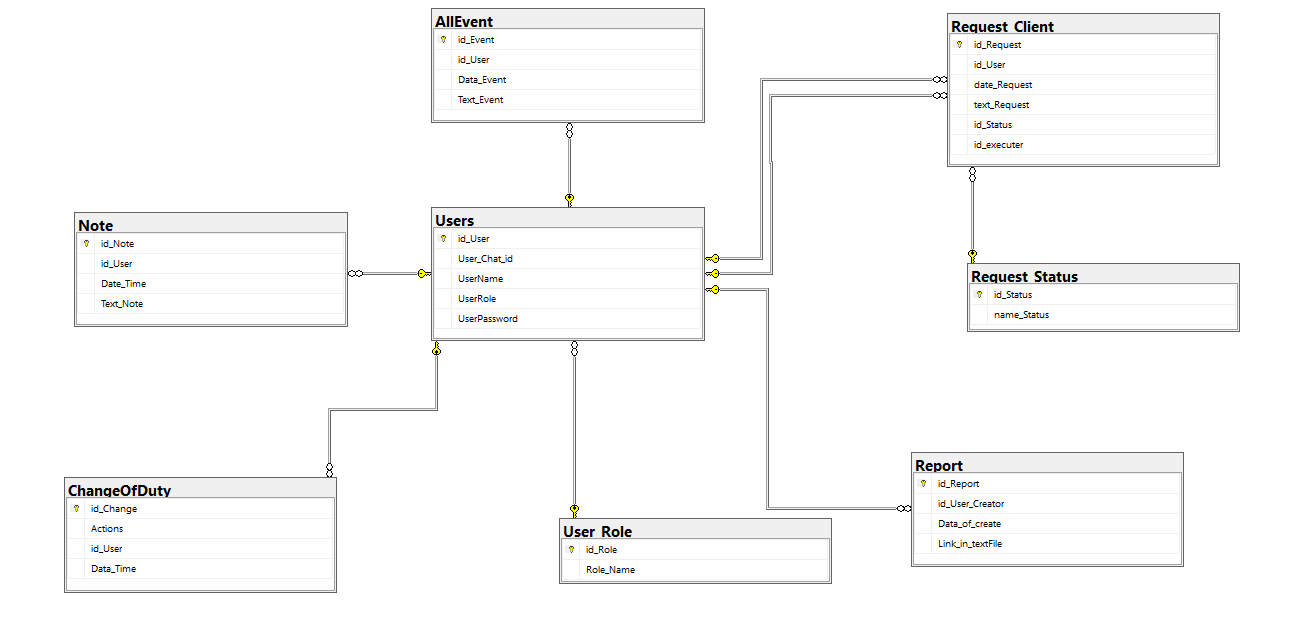 AllEvent
id_Event
id_User
Data_Event
Text_Event
Request_Client
id_Request
id_User
date_Request
text_Request
id_Status
id_executer
Note
id_Note
id_User
Date_Time
Text_Note
Users
id_User
User_Chat_id
UserName
UserRole
UserPassword
Request_Status
id_Status
name_Status
ChangeOfDuty
id_Change
Actions
id_User
Data_Time
User_Role
id_Role
Role_Name
Report
id_Report
id_User_Creator
Data_of_create
Link_in_textFile